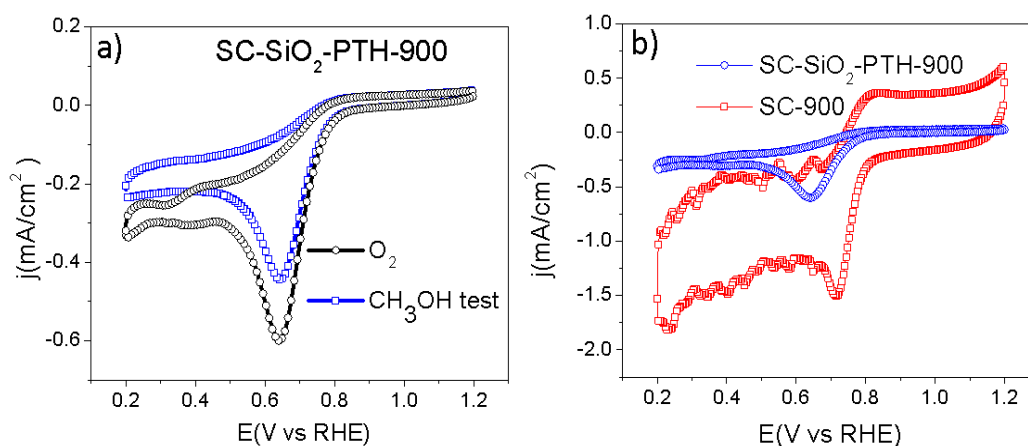 a)
SC-SiO₂-PTH-900
0.2
0.0
-0.2
-0.4
-0.6
j(mA/cm²)
O₂
CH₃OH test
0.2 0.4 0.6 0.8 1.0 1.2
E(V vs RHE)
b)
SC-SiO₂-PTH-900
SC-900
1.0
0.5
0.0
-0.5
-1.0
-1.5
-2.0
j(mA/cm²)
0.2 0.4 0.6 0.8 1.0 1.2
E(V vs RHE)